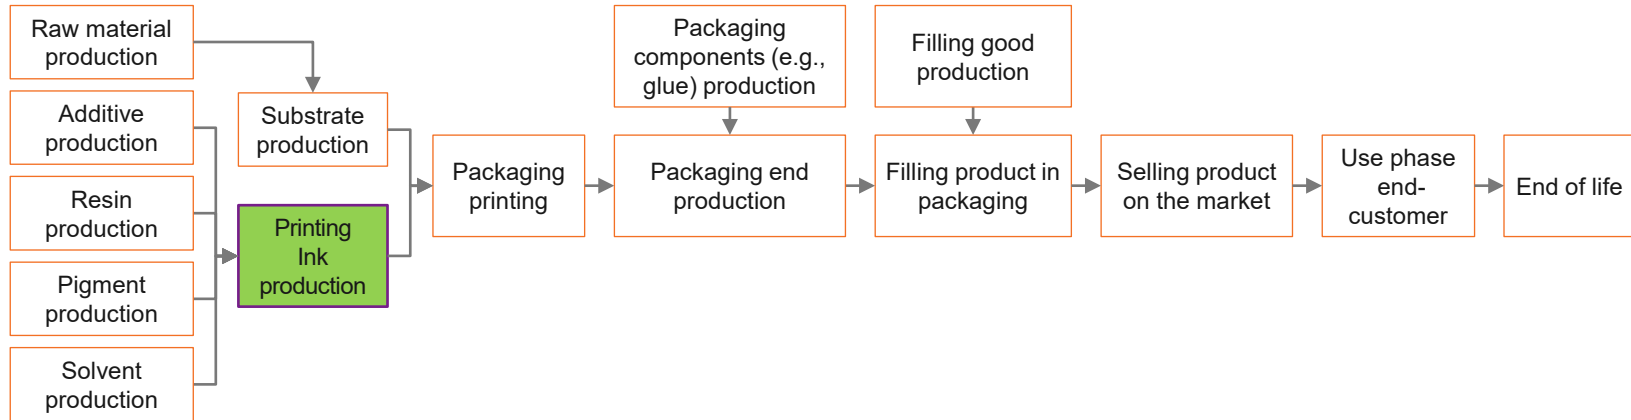 Raw material
production
Additive
production
Resin
production
Pigment
production
Solvent
production
Substrate
production
Printing
Ink
production
Packaging
printing
Packaging
components (e.g.,
glue) production
Packaging end
production
Filling good
production
Filling product in
packaging
Selling product
on the market
Use phase
end-
customer
End of life